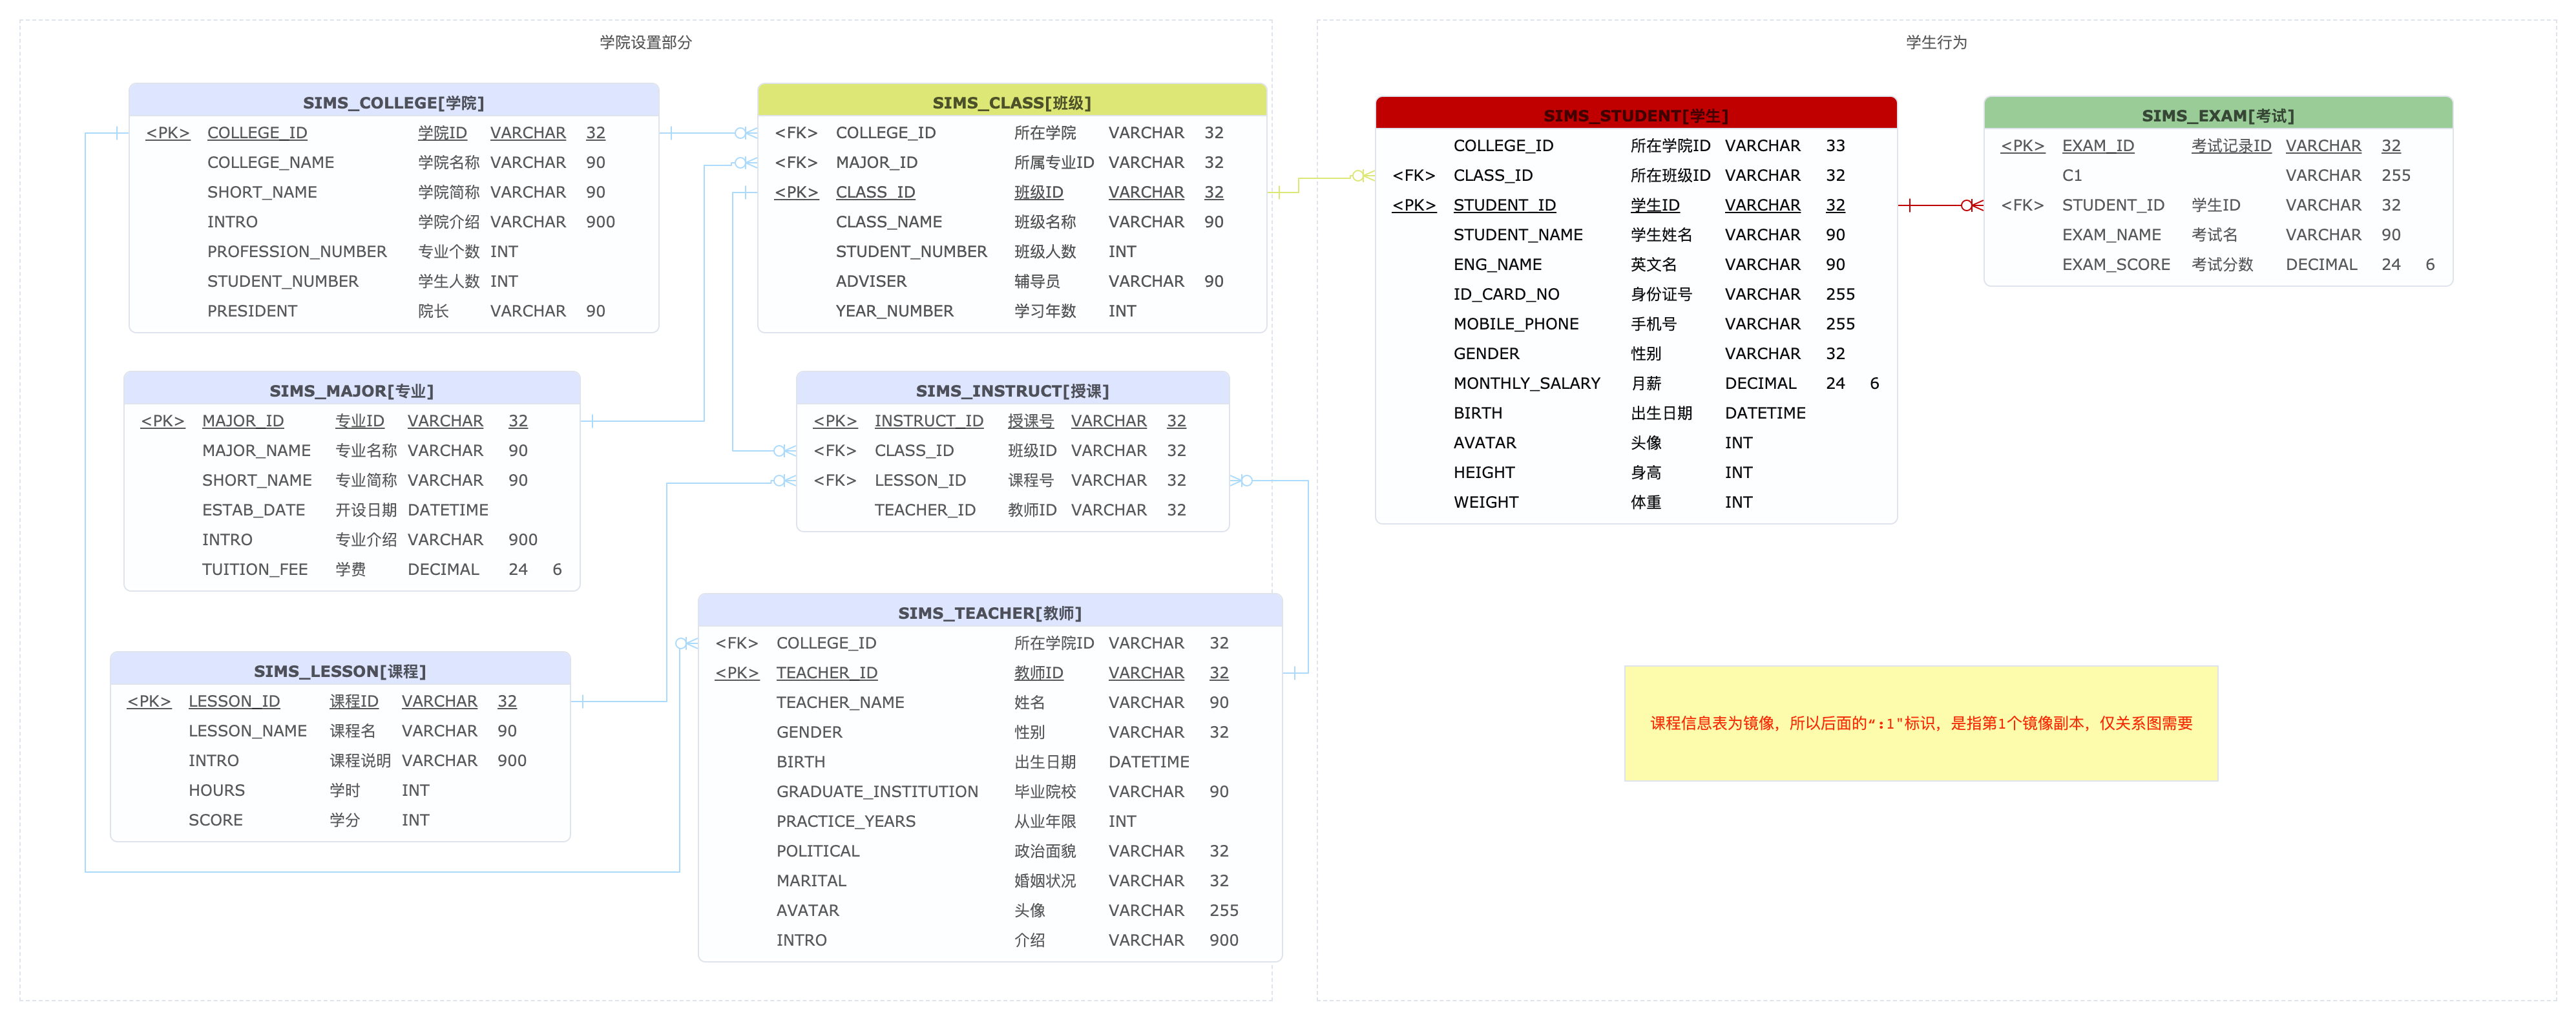 学院设置部分
SIMS_COLLEGE[学院]
<PK> COLLEGE_ID 学院ID VARCHAR 32
COLLEGE_NAME 学院名称 VARCHAR 90
SHORT_NAME 学院简称 VARCHAR 90
INTRO 学院介绍 VARCHAR 900
PROFESSION_NUMBER 专业个数 INT
STUDENT_NUMBER 学生人数 INT
PRESIDENT 院长 VARCHAR 90
SIMS_CLASS[班级]
<FK> COLLEGE_ID 所在学院 VARCHAR 32
<FK> MAJOR_ID 所属专业ID VARCHAR 32
<PK> CLASS_ID 班级ID VARCHAR 32
CLASS_NAME 班级名称 VARCHAR 90
STUDENT_NUMBER 班级人数 INT
ADVISER 辅导员 VARCHAR 90
YEAR_NUMBER 学习年数 INT
SIMS_MAJOR[专业]
<PK> MAJOR_ID 专业ID VARCHAR 32
MAJOR_NAME 专业名称 VARCHAR 90
SHORT_NAME 专业简称 VARCHAR 90
ESTAB_DATE 开设日期 DATETIME
INTRO 专业介绍 VARCHAR 900
TUITION_FEE 学费 DECIMAL 24 6
SIMS_INSTRUCT[授课]
<PK> INSTRUCT_ID 授课号 VARCHAR 32
<FK> CLASS_ID 班级ID VARCHAR 32
<FK> LESSON_ID 课程号 VARCHAR 32
TEACHER_ID 教师ID VARCHAR 32
SIMS_LESSON[课程]
<PK> LESSON_ID 课程ID VARCHAR 32
LESSON_NAME 课程名 VARCHAR 90
INTRO 课程说明 VARCHAR 900
HOURS 学时 INT
SCORE 学分 INT
SIMS_TEACHER[教师]
<FK> COLLEGE_ID 所在学院ID VARCHAR 32
<PK> TEACHER_ID 教师ID VARCHAR 32
TEACHER_NAME 姓名 VARCHAR 90
GENDER 性别 VARCHAR 32
BIRTH 出生日期 DATETIME
GRADUATE_INSTITUTION 毕业院校 VARCHAR 90
PRACTICE_YEARS 从业年限 INT
POLITICAL 政治面貌 VARCHAR 32
MARITAL 婚姻状况 VARCHAR 32
AVATAR 头像 VARCHAR 255
INTRO 介绍 VARCHAR 900
学生行为
SIMS_STUDENT[学生]
COLLEGE_ID 所在学院ID VARCHAR 33
<FK> CLASS_ID 所在班级ID VARCHAR 32
<PK> STUDENT_ID 学生ID VARCHAR 32
STUDENT_NAME 学生姓名 VARCHAR 90
ENG_NAME 英文名 VARCHAR 90
ID_CARD_NO 身份证号 VARCHAR 255
MOBILE_PHONE 手机号 VARCHAR 255
GENDER 性别 VARCHAR 32
MONTHLY_SALARY 月薪 DECIMAL 24 6
BIRTH 出生日期 DATETIME
AVATAR 头像 INT
HEIGHT 身高 INT
WEIGHT 体重 INT
SIMS_EXAM[考试]
<PK> EXAM_ID 考试记录ID VARCHAR 32
C1 VARCHAR 255
<FK> STUDENT_ID 学生ID VARCHAR 32
EXAM_NAME 考试名 VARCHAR 90
EXAM_SCORE 考试分数 DECIMAL 24 6
课程信息表为镜像，所以后面的“:1"标识，是指第1个镜像副本，仅关系图需要